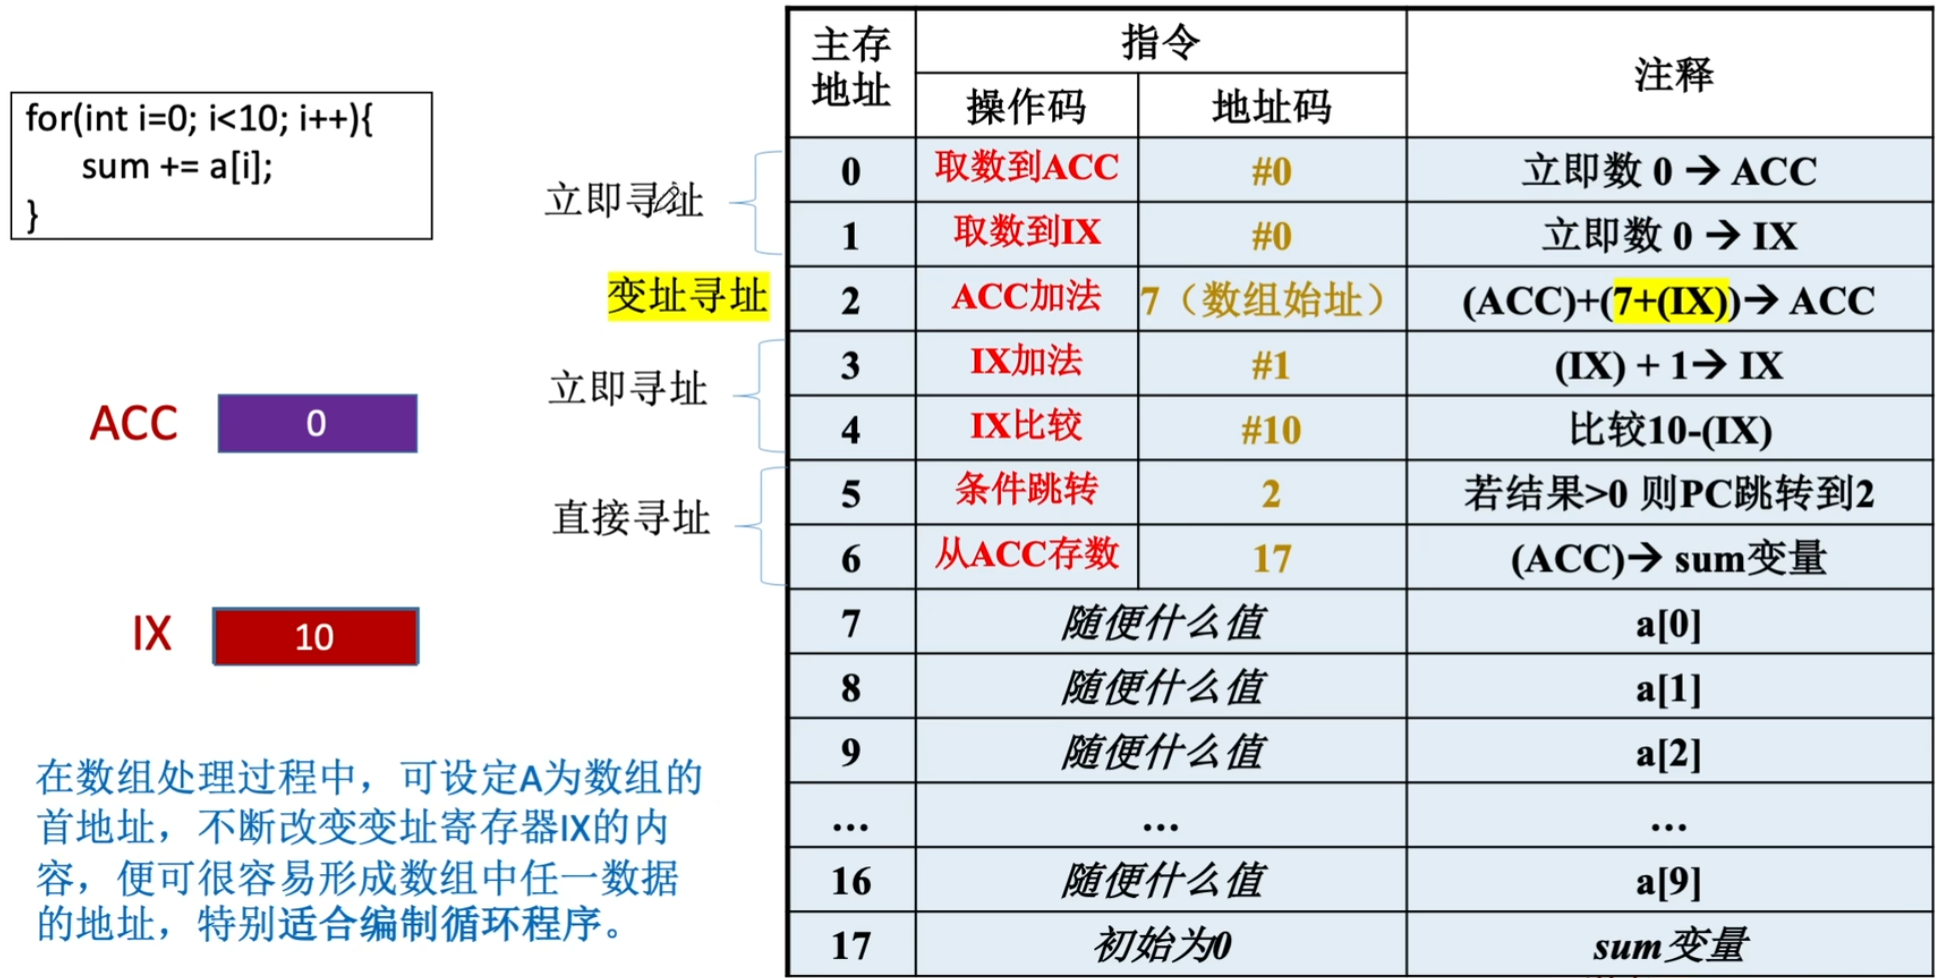 for(int i=0; i<10; i++){
sum += a[i];
}
立即寻址
变址寻址
立即寻址
直接寻址
ACC
0
IX
10
在数组处理过程中，可设定A为数组的
首地址，不断改变变址寄存器IX的内
容，便可很容易形成数组中任一数据
的地址，特别适合编制循环程序。
主存
地址
指令
注释
操作码 地址码
0 取数到ACC #0 立即数 0 → ACC
1 取数到IX #0 立即数 0 → IX
2 ACC加法 7（数组始址） (ACC)+(7+(IX))→ ACC
3 IX加法 #1 (IX) + 1→ IX
4 IX比较 #10 比较10-(IX)
5 条件跳转 2 若结果>0 则PC跳转到2
6 从ACC存数 17 (ACC)→ sum变量
7 随便什么值 a[0]
8 随便什么值 a[1]
9 随便什么值 a[2]
... ... ...
16 随便什么值 a[9]
17 初始为0 sum变量